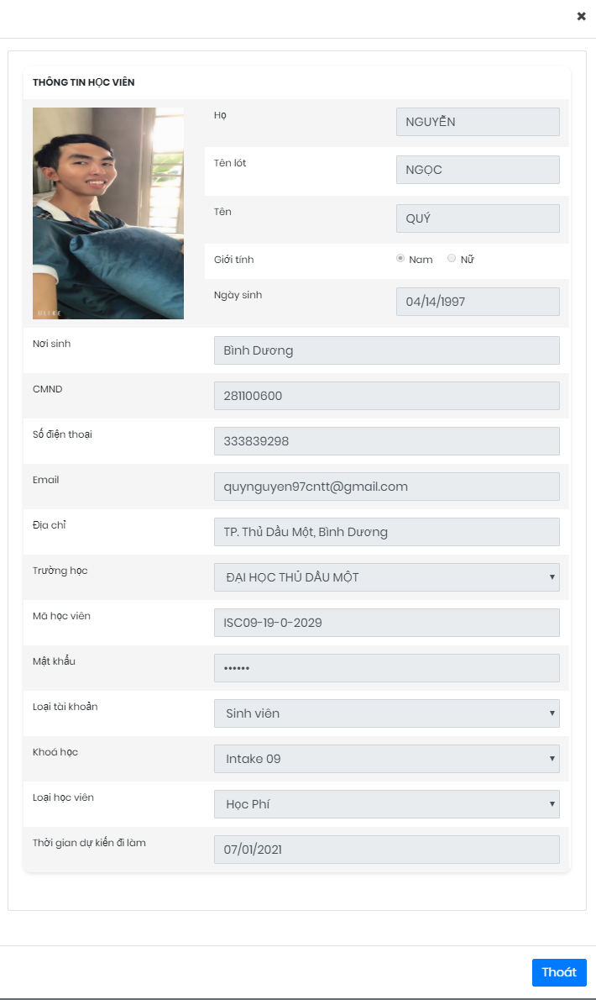 ✖
THÔNG TIN HỌC VIÊN
Họ NGUYỄN
Tên lót NGỌC
Tên QUÝ
Giới tính Nam Nữ
Ngày sinh 04/14/1997
ULIKE
Nơi sinh Bình Dương
CMND 281100600
Số điện thoại 333839298
Email quynguyen97cntt@gmail.com
Địa chỉ TP. Thủ Dầu Một, Bình Dương
Trường học ĐẠI HỌC THỦ DẦU MỘT
Mã học viên ISC09-19-0-2029
Mật khẩu ••••••
Loại tài khoản Sinh viên
Khoá học Intake 09
Loại học viên Học Phí
Thời gian dự kiến đi làm 07/01/2021
Thoát